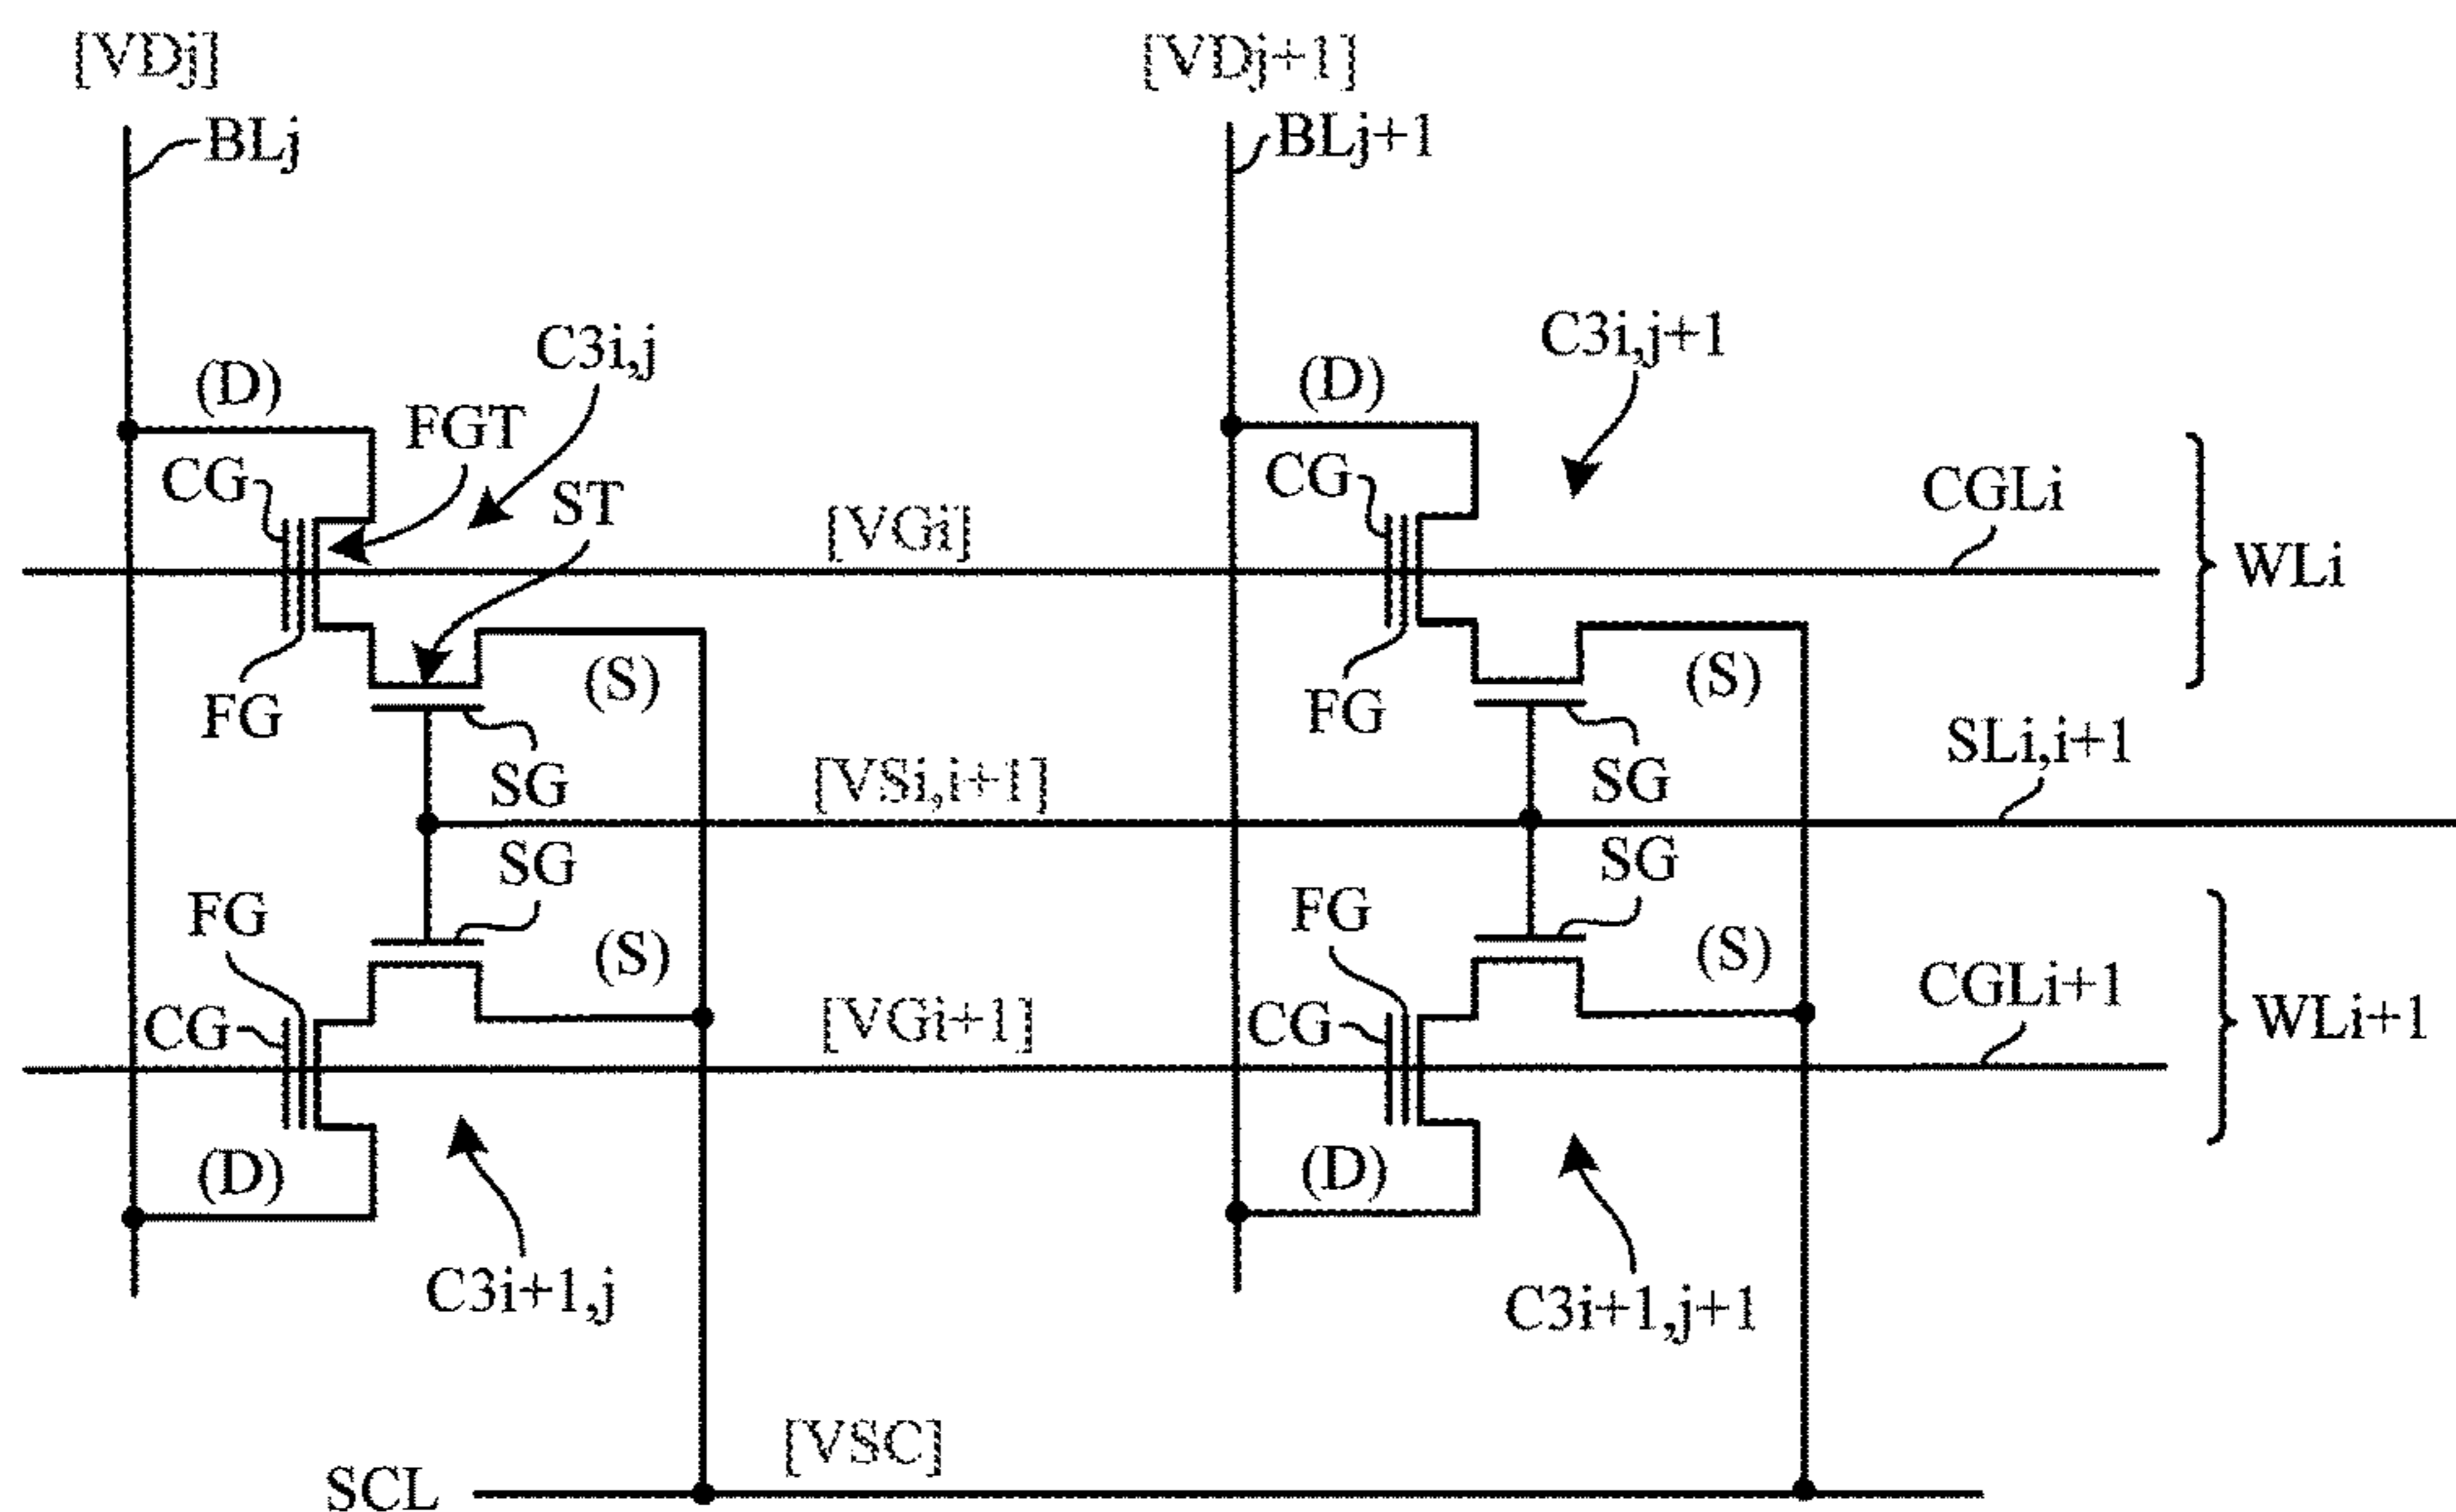 [VDj]
[VDj+1]
BLj
BLj+1
C3i,j
C3i,j+1
(D)
(D)
FGT
CG
CG
ST
CGLi
[VGi]
WLi
(S)
(S)
FG
FG
SG
SG
SLi,i+1
[VSi,i+1]
SG
SG
FG
FG
(S)
(S)
CGLi+1
CG
CG
[VGi+1]
WLi+1
(D)
(D)
C3i+1,j
C3i+1,j+1
[VSC]
SCL